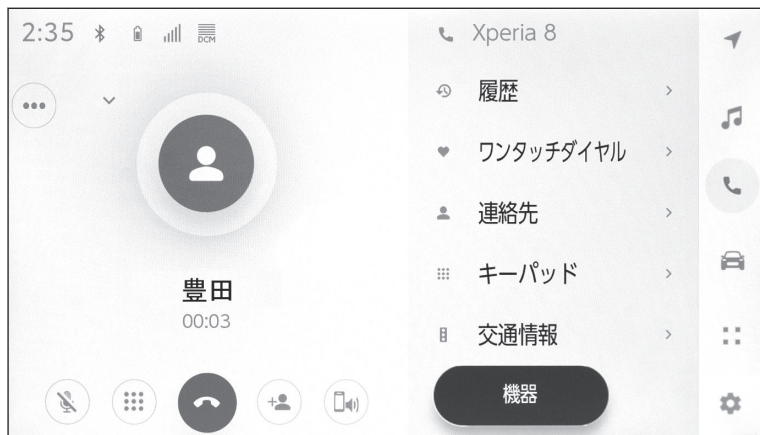 2:35 DCM
豊田
00:03
Xperia 8
履歴
ワンタッチダイヤル
連絡先
キーパッド
交通情報
機器